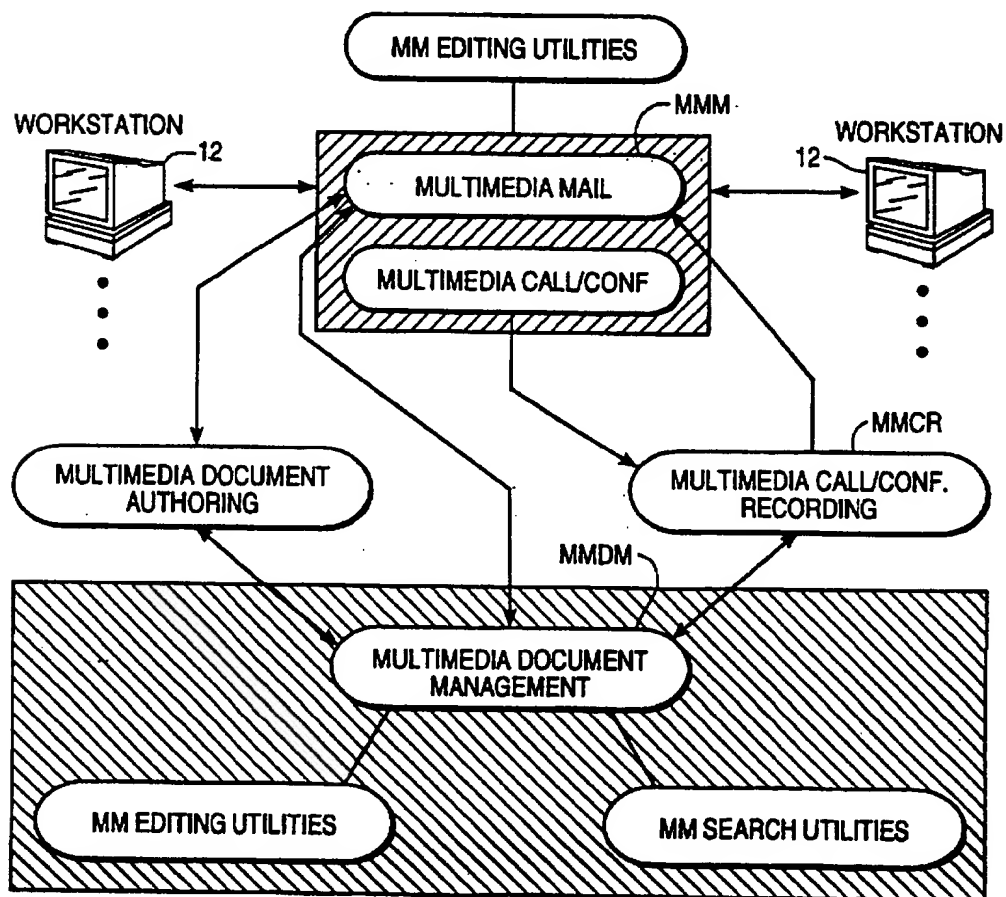 MM EDITING UTILITIES
MMM
WORKSTATION
12
WORKSTATION
12
MULTIMEDIA MAIL
MULTIMEDIA CALL/CONF
MMCR
MULTIMEDIA DOCUMENT
AUTHORING
MULTIMEDIA CALL/CONF.
RECORDING
MMDM
MULTIMEDIA DOCUMENT
MANAGEMENT
MM EDITING UTILITIES
MM SEARCH UTILITIES